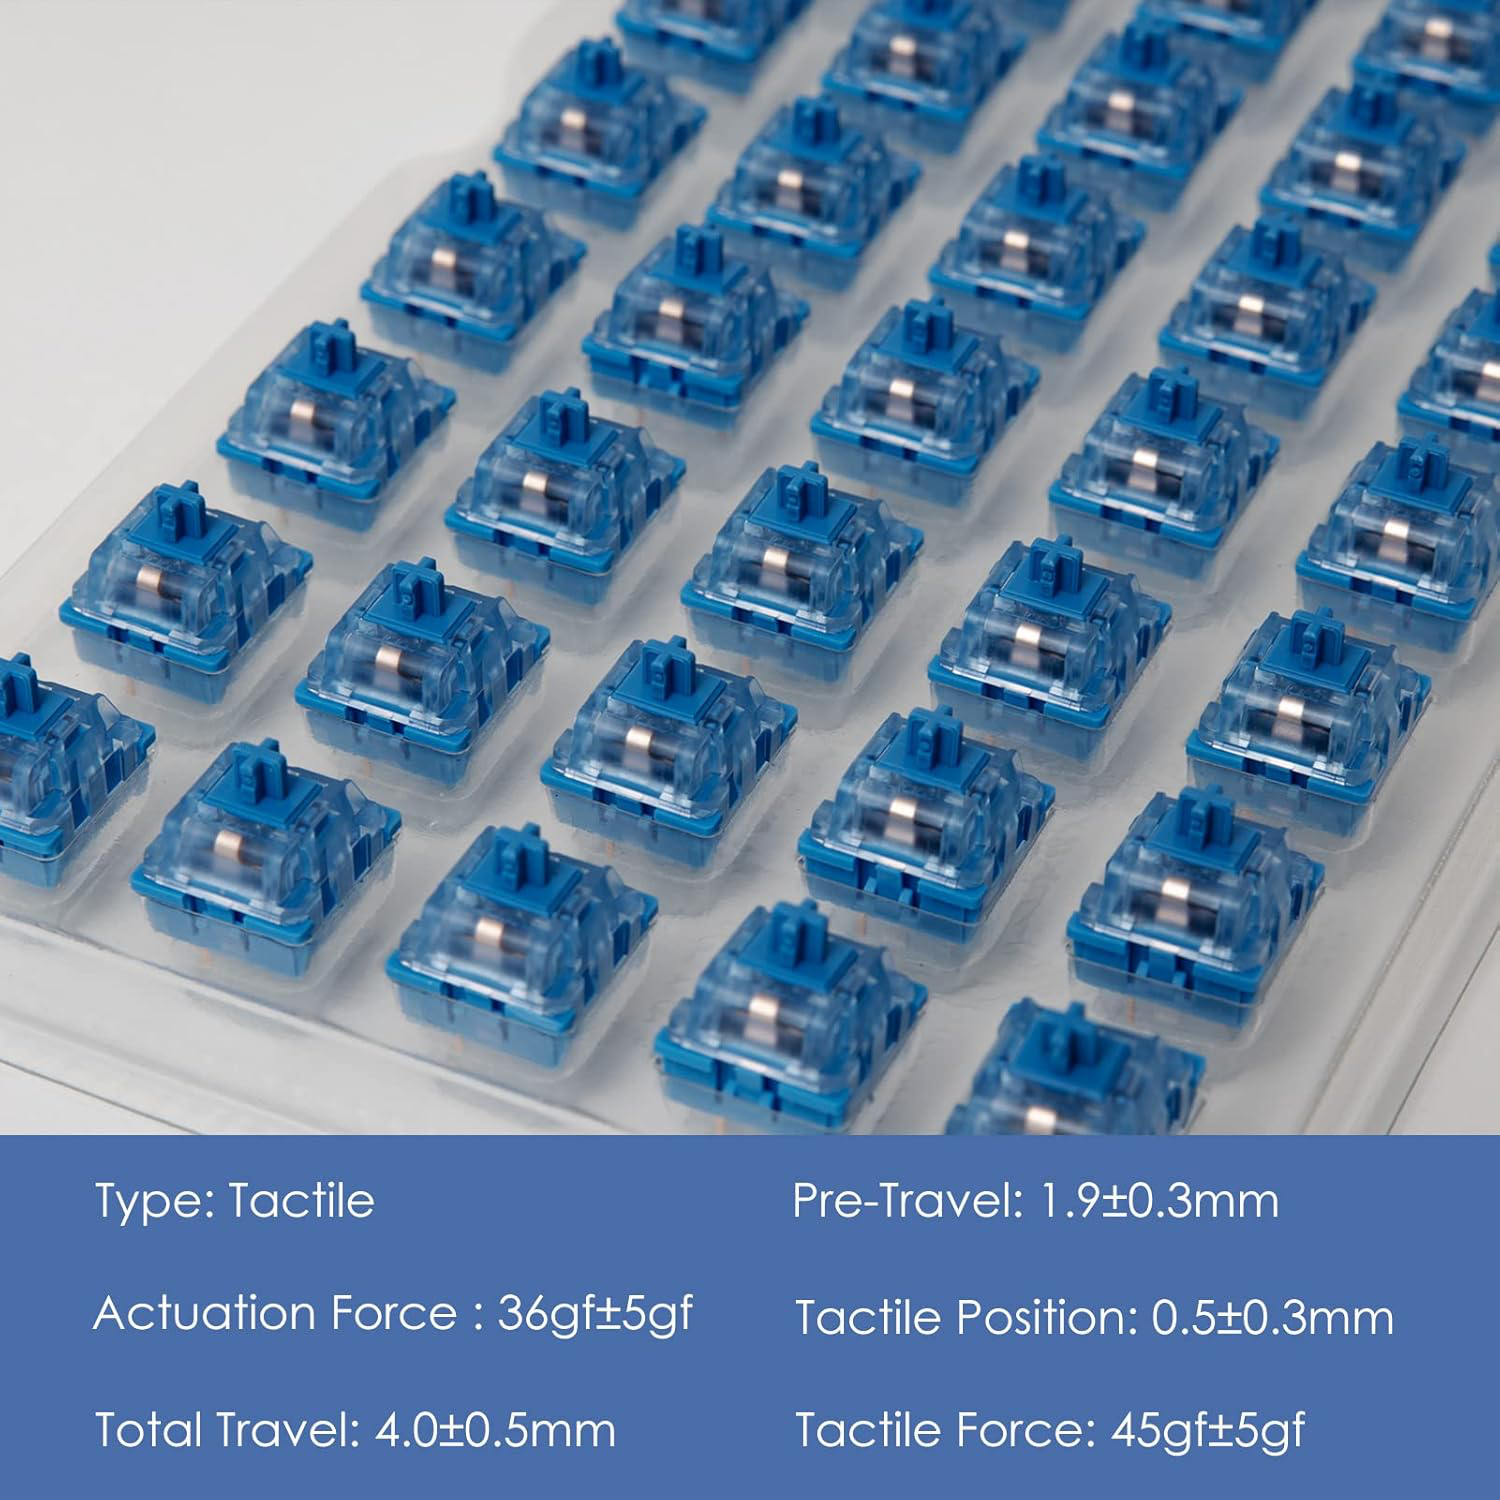 Type: Tactile
Pre-Travel: 1.9±0.3mm
Actuation Force : 36gf±5gf
Tactile Position: 0.5±0.3mm
Total Travel: 4.0±0.5mm
Tactile Force: 45gf±5gf